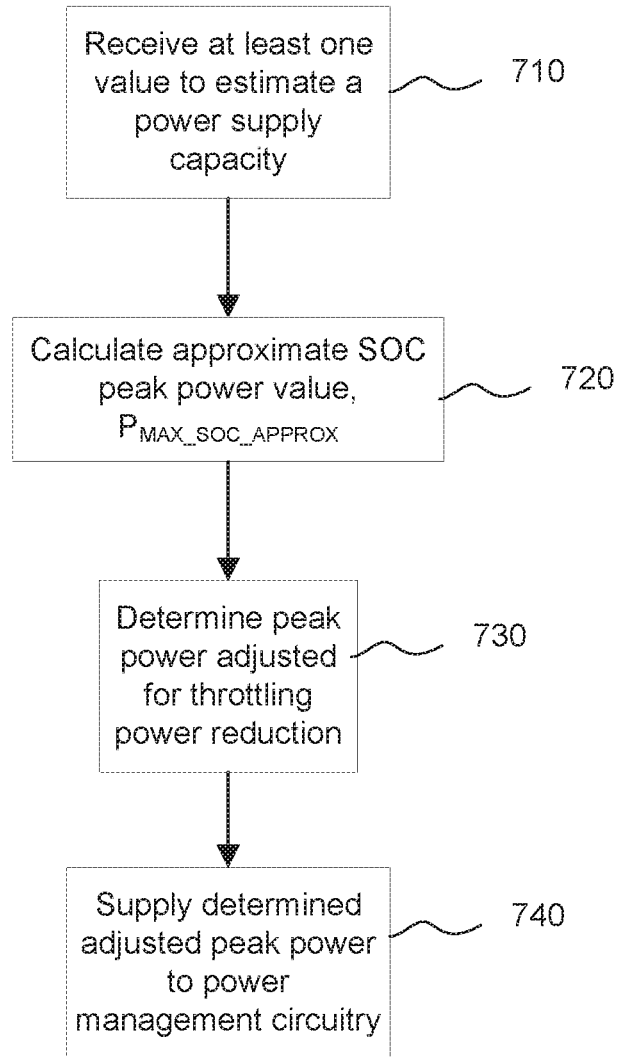 Receive at least one
value to estimate a
power supply
capacity
710
Calculate approximate SOC
peak power value,
PMAX_SOC_APPROX
720
Determine peak
power adjusted
for throttling
power reduction
730
Supply determined
adjusted peak power
to power
management circuitry
740